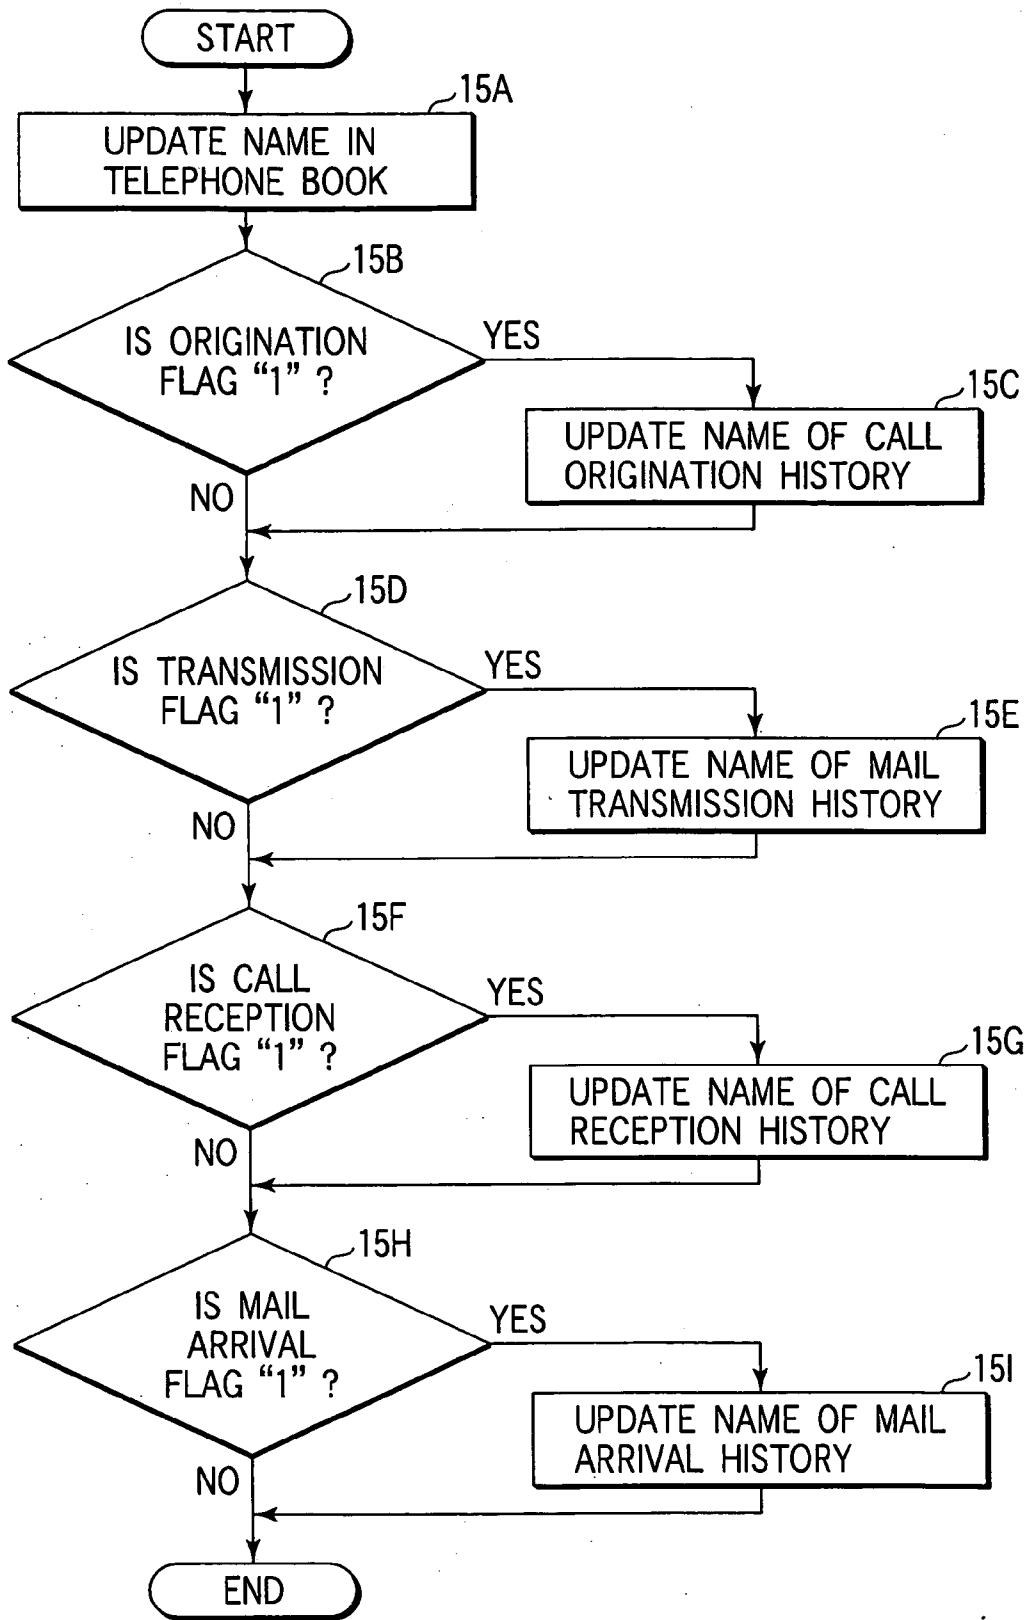 START
15A
UPDATE NAME IN
TELEPHONE BOOK
15B
IS ORIGINATION
FLAG “1” ?
YES
NO
15C
UPDATE NAME OF CALL
ORIGINATION HISTORY
15D
IS TRANSMISSION
FLAG “1” ?
YES
NO
15E
UPDATE NAME OF MAIL
TRANSMISSION HISTORY
15F
IS CALL
RECEPTION
FLAG “1” ?
YES
NO
15G
UPDATE NAME OF CALL
RECEPTION HISTORY
15H
IS MAIL
ARRIVAL
FLAG “1” ?
YES
NO
15I
UPDATE NAME OF MAIL
ARRIVAL HISTORY
END